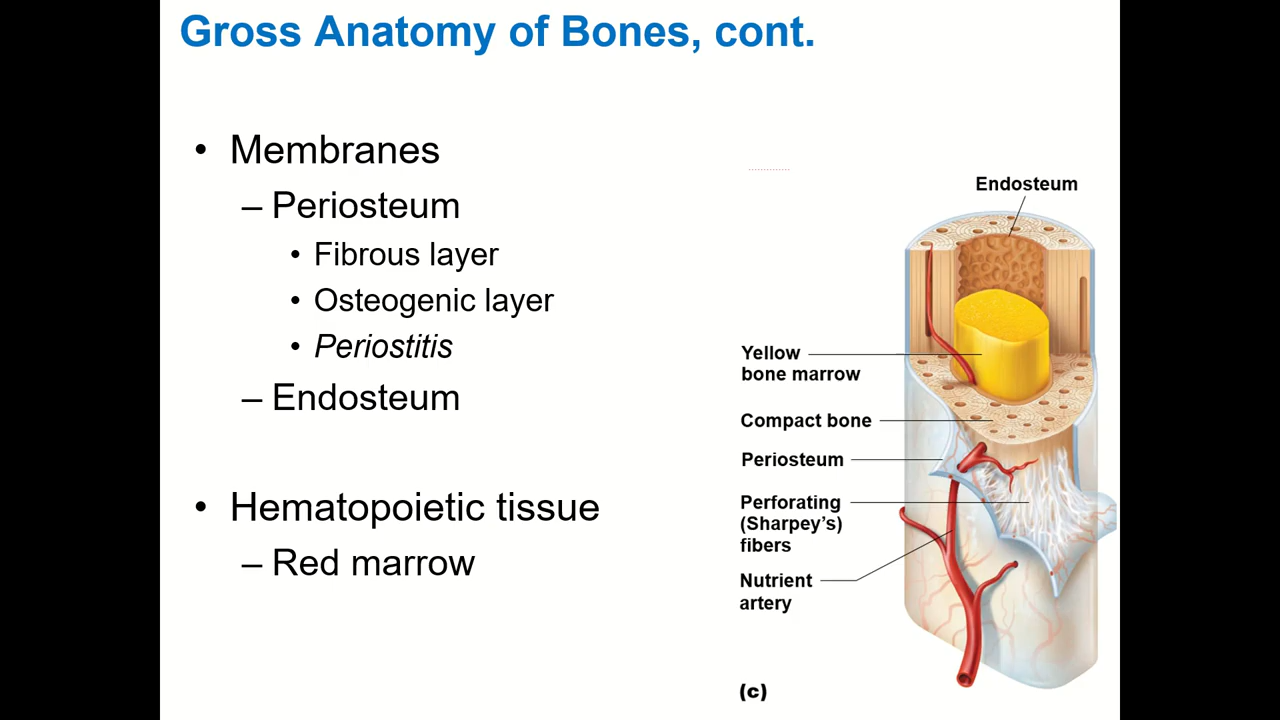 Gross Anatomy of Bones, cont.
• Membranes
– Periosteum
• Fibrous layer
• Osteogenic layer
• Periostitis
– Endosteum
• Hematopoietic tissue
– Red marrow
Endosteum
Yellow
bone marrow
Compact bone
Periosteum
Perforating
(Sharpey’s)
fibers
Nutrient
artery
(c)